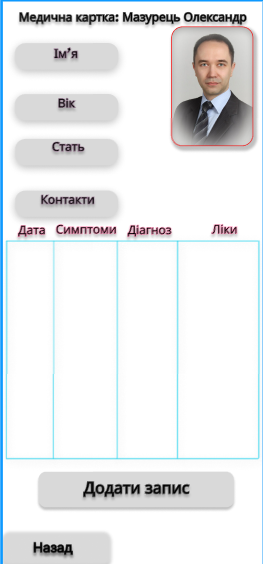 Медична картка: Мазурець Олександр
Ім’я
Вік
Стать
Контакти
Дата Симптоми Діагноз Ліки
Додати запис
Назад